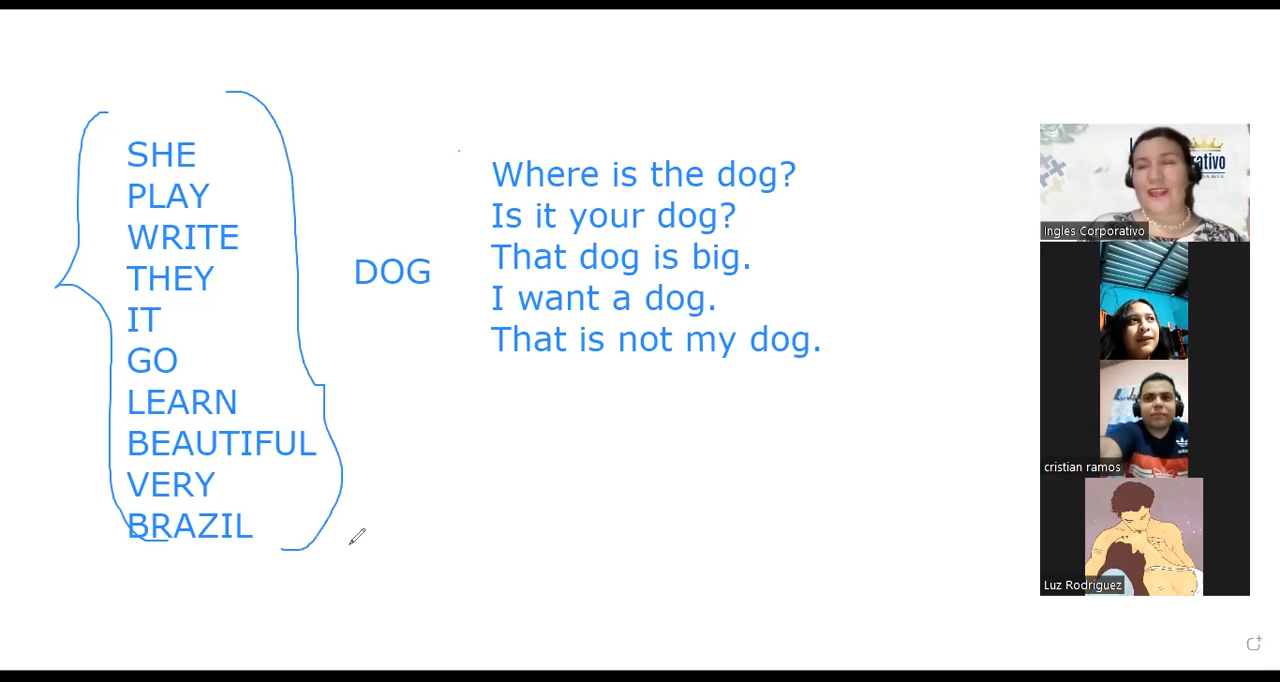 SHE
PLAY
WRITE
THEY
IT
GO
LEARN
BEAUTIFUL
VERY
BRAZIL
DOG
Where is the dog?
Is it your dog?
That dog is big.
I want a dog.
That is not my dog.
Ingles Corporativo
cristian ramos
Luz Rodriguez